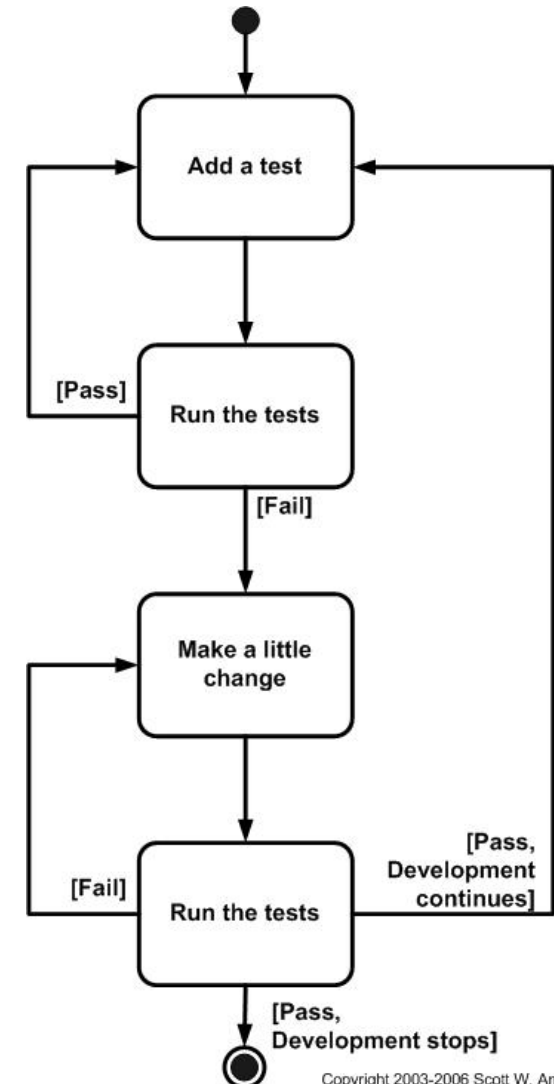 Add a test
[Pass]
Run the tests
[Fail]
Make a little
change
[Fail]
Run the tests
[Pass,
Development
continues]
[Pass,
Development stops]
Copyright 2003-2006 Scott W.